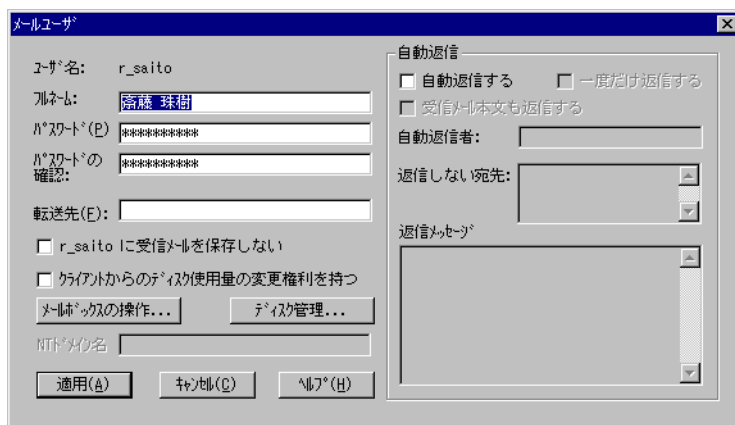 メールユーザ
ユーザ名: r_saito
フルネーム: 斎藤 珠樹
パスワード(P) **********
パスワードの
確認: **********
転送先(F):
r_saito に受信メールを保存しない
クライアントからのディスク使用量の変更権利を持つ
メールボックスの操作... ディスク管理...
NTドメイン名
適用(A) キャンセル(C) ヘルプ(H)
自動返信
自動返信する 一度だけ返信する
受信メール本文も返信する
自動返信者:
返信しない宛先:
返信メッセージ